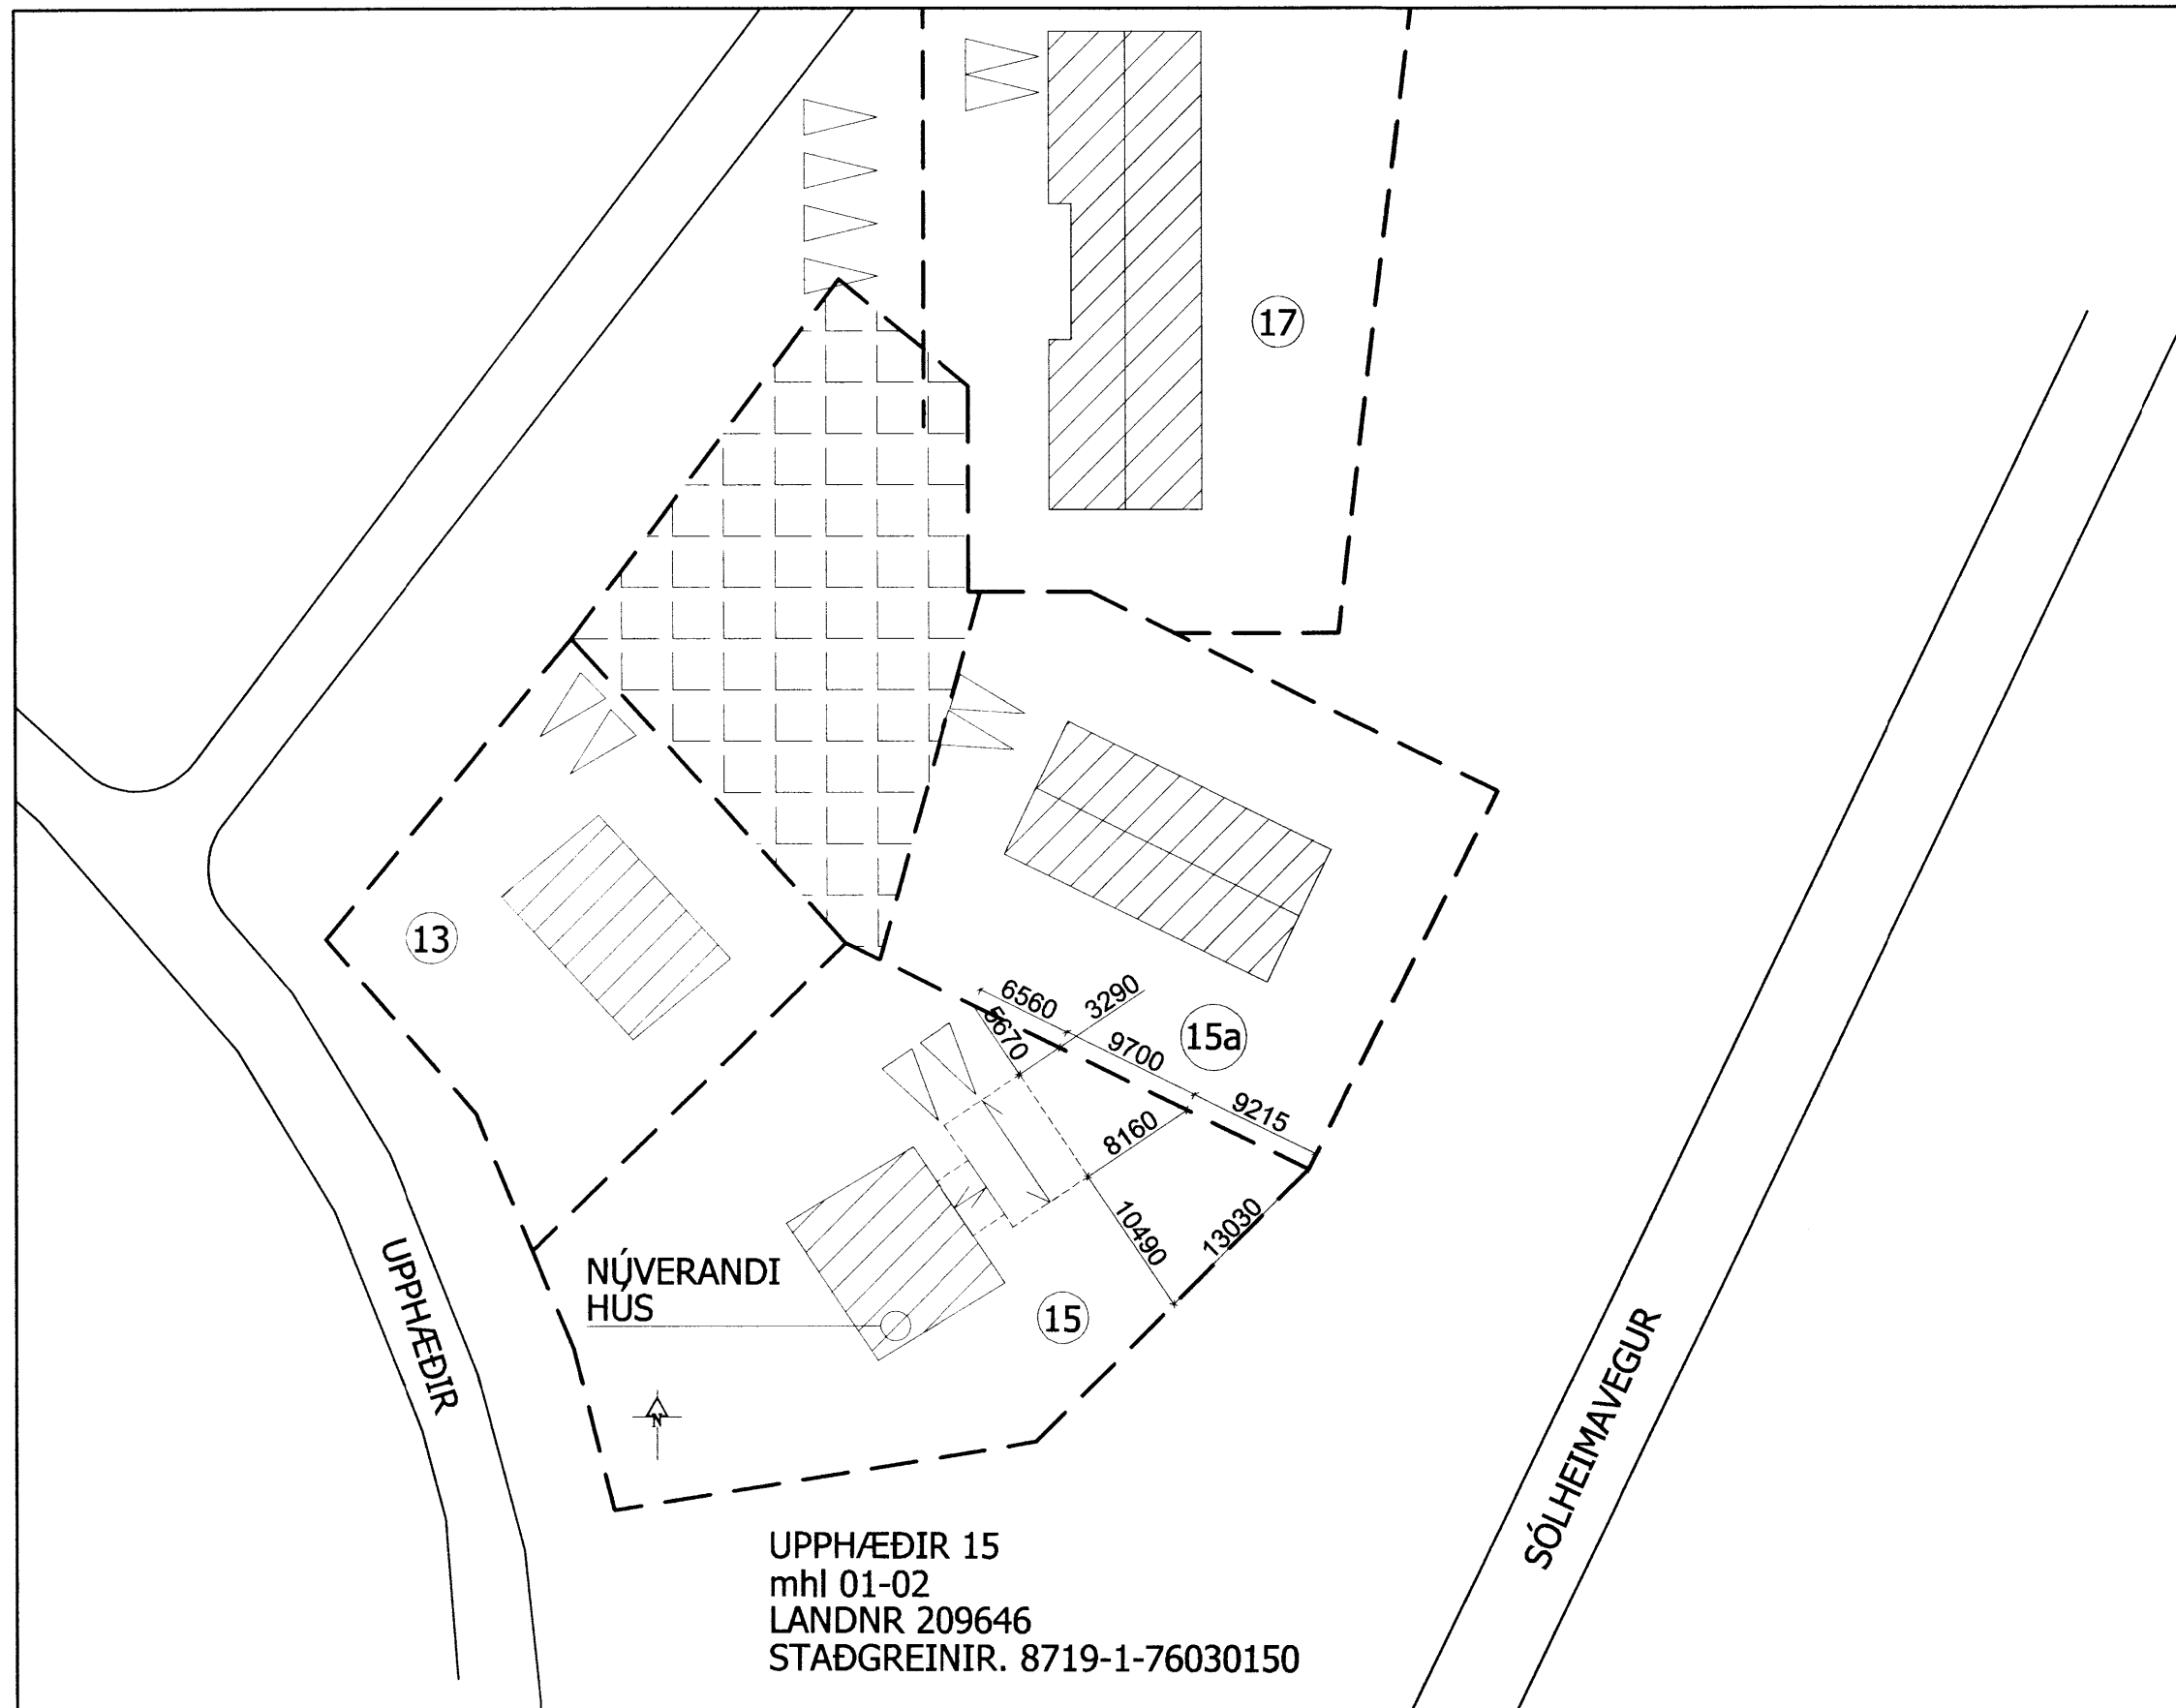 17
13
6560
3290
5670
15a
9700
9215
8160
10490
13030
NÚVERANDI
HÚS
15
UPPHÆÐIR
N
SÓLHEIMAVEGUR
UPPHÆÐIR 15
mhl 01-02
LANDNR 209646
STAÐGREINIR. 8719-1-76030150